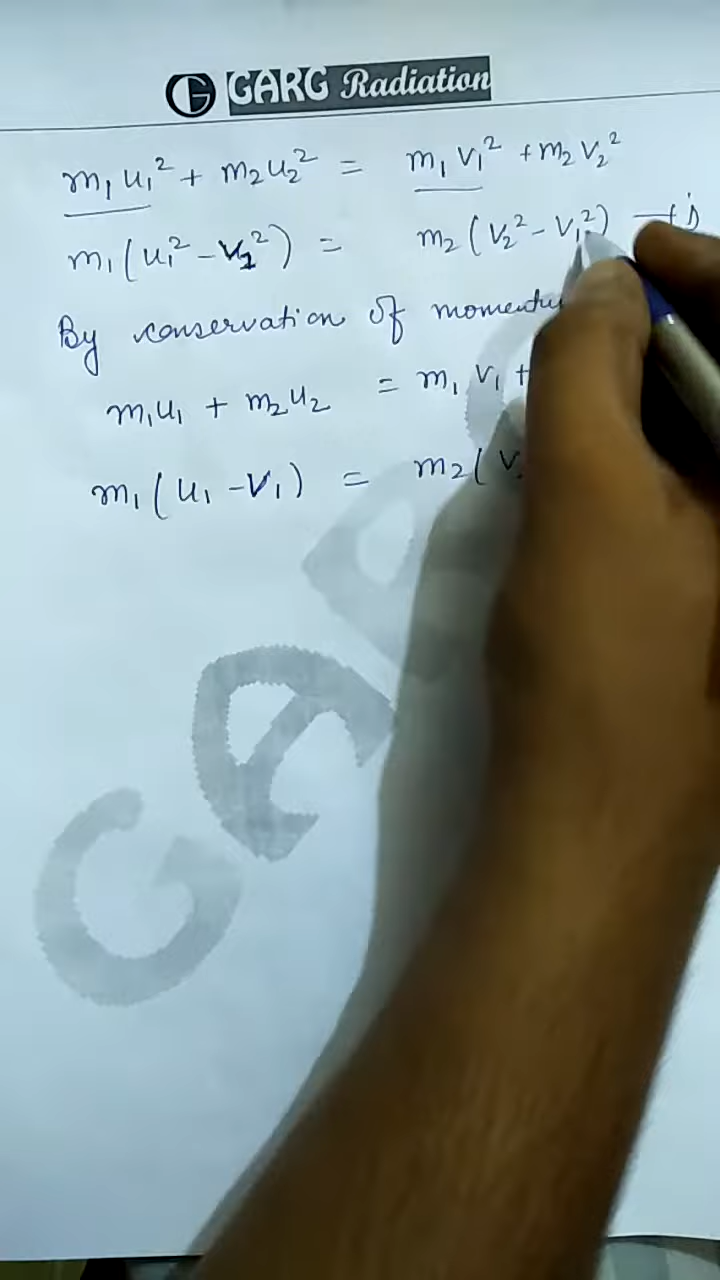 GARG Radiation
m₁u₁² + m₂u₂² = m₁v₁² + m₂v₂²
m₁(u₁² - v₁²) = m₂(v₂² - v₁²)
By conservation of
m₁u₁ + m₂u₂ = m₁v₁ +
m₁(u₁ - v₁) = m₂(v